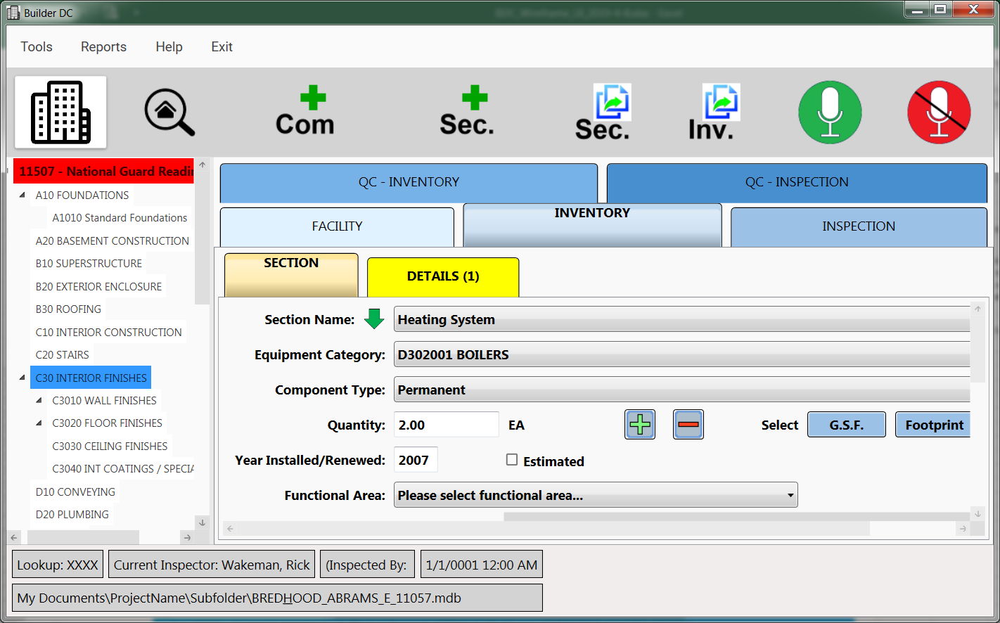 Builder DC
Tools Reports Help Exit
Com Sec. Sec. Inv.
11507 - National Guard Readin
A10 FOUNDATIONS
A1010 Standard Foundations
A20 BASEMENT CONSTRUCTION
B10 SUPERSTRUCTURE
B20 EXTERIOR ENCLOSURE
B30 ROOFING
C10 INTERIOR CONSTRUCTION
C20 STAIRS
C30 INTERIOR FINISHES
C3010 WALL FINISHES
C3020 FLOOR FINISHES
C3030 CEILING FINISHES
C3040 INT COATINGS / SPECIA
D10 CONVEYING
D20 PLUMBING
QC - INVENTORY QC - INSPECTION
FACILITY INVENTORY INSPECTION
SECTION DETAILS (1)
Section Name: Heating System
Equipment Category: D302001 BOILERS
Component Type: Permanent
Quantity: 2.00 EA Select G.S.F. Footprint
Year Installed/Renewed: 2007 Estimated
Functional Area: Please select functional area...
Lookup: XXXX Current Inspector: Wakeman, Rick (Inspected By: 1/1/0001 12:00 AM
My Documents\ProjectName\Subfolder\BREDHOOD_ABRAMS_E_11057.mdb